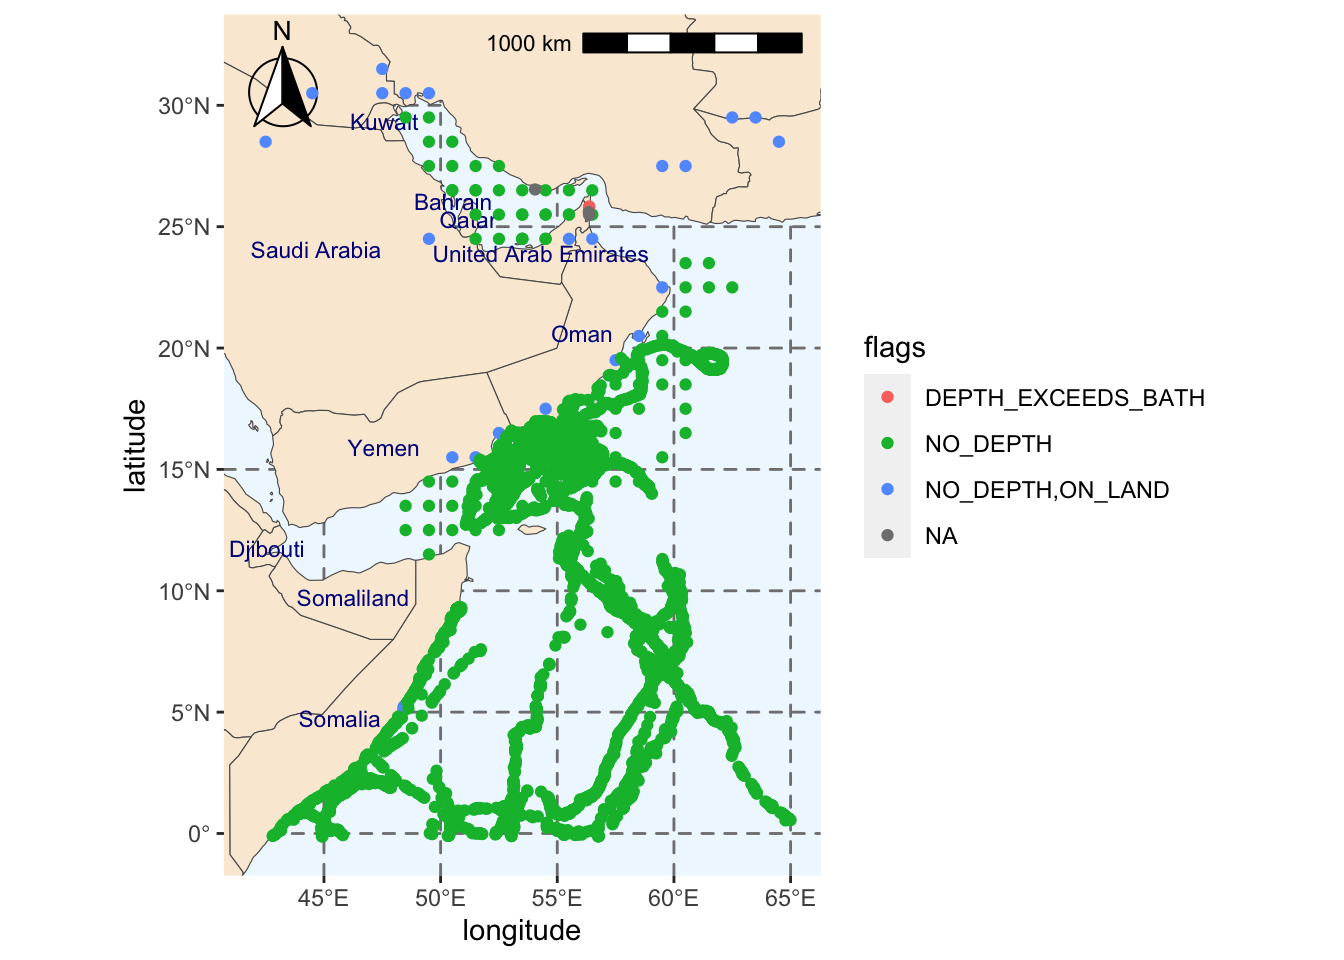 N
1000 km
30°N
25°N
20°N
15°N
10°N
5°N
0°
latitude
Kuwait
Bahrain
Qatar
United Arab Emirates
Saudi Arabia
Oman
Yemen
Djibouti
Somaliland
Somalia
45°E 50°E 55°E 60°E 65°E
longitude
flags
DEPTH_EXCEEDS_BATH
NO_DEPTH
NO_DEPTH,ON_LAND
NA